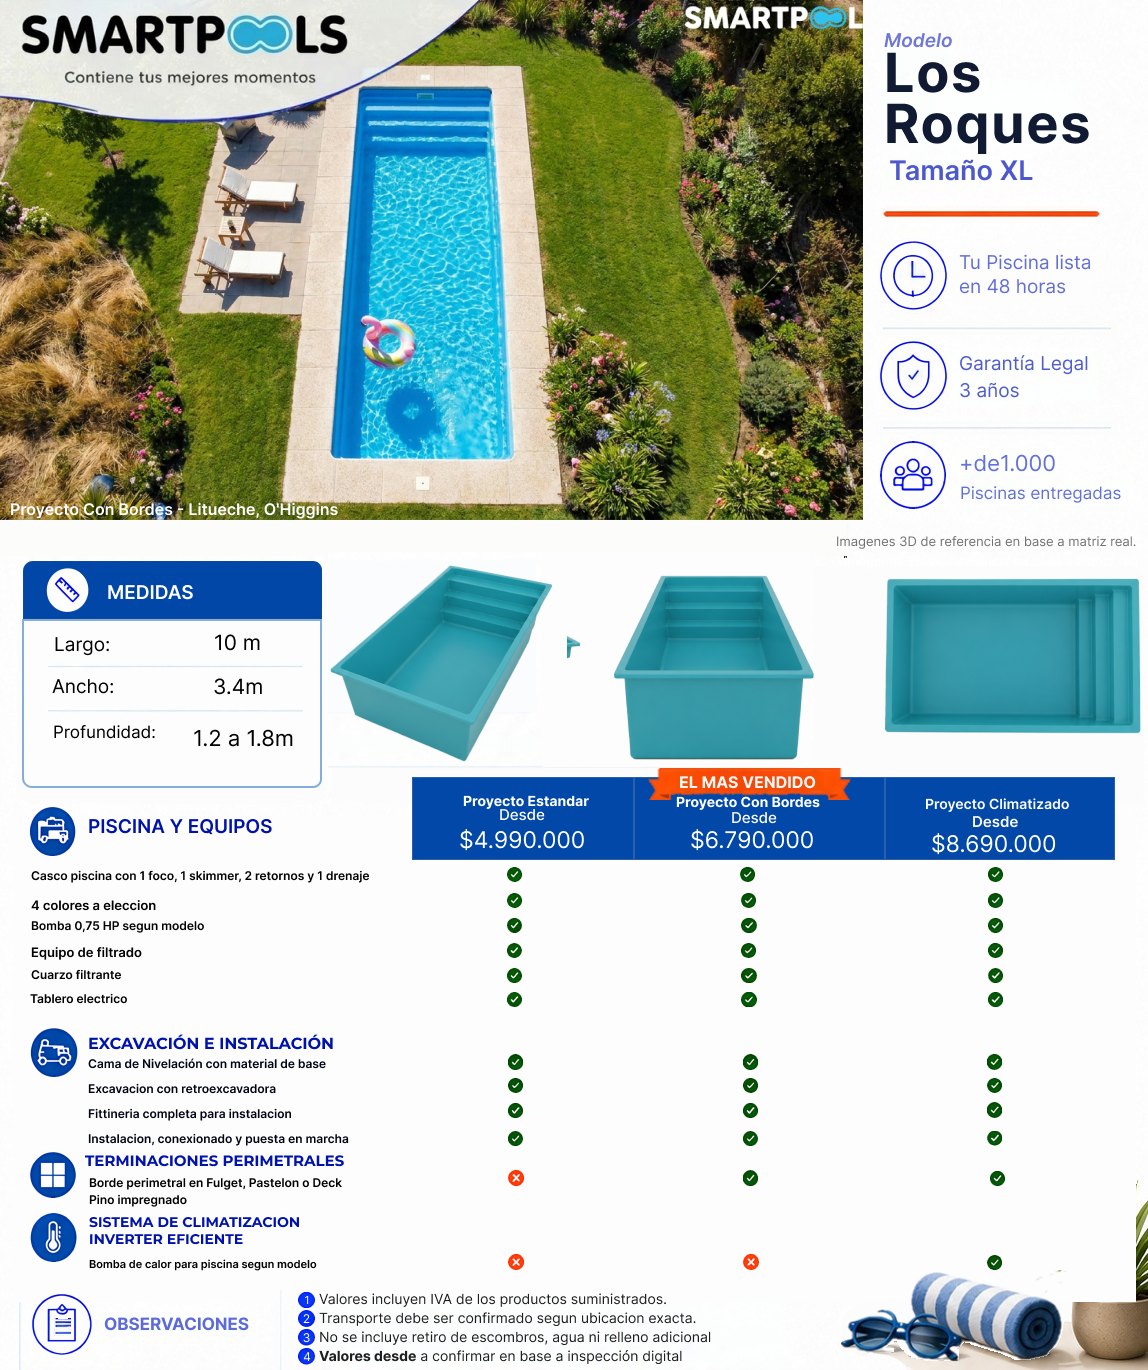 SMARTPOOLS
Contiene tus mejores momentos
SMARTPOOL
Proyecto Con Bordes - Litueche, O'Higgins
Modelo
Los
Roques
Tamaño XL
Tu Piscina lista
en 48 horas
Garantía Legal
3 años
+de1.000
Piscinas entregadas
Imagenes 3D de referencia en base a matriz real.
MEDIDAS
Largo: 10 m
Ancho: 3.4m
Profundidad: 1.2 a 1.8m
EL MAS VENDIDO
Proyecto Estandar
Desde
$4.990.000
Proyecto Con Bordes
Desde
$6.790.000
Proyecto Climatizado
Desde
$8.690.000
PISCINA Y EQUIPOS
Casco piscina con 1 foco, 1 skimmer, 2 retornos y 1 drenaje
4 colores a eleccion
Bomba 0,75 HP segun modelo
Equipo de filtrado
Cuarzo filtrante
Tablero electrico
EXCAVACIÓN E INSTALACIÓN
Cama de Nivelación con material de base
Excavacion con retroexcavadora
Fittineria completa para instalacion
Instalacion, conexionado y puesta en marcha
TERMINACIONES PERIMETRALES
Borde perimetral en Fulget, Pastelon o Deck
Pino impregnado
SISTEMA DE CLIMATIZACION
INVERTER EFICIENTE
Bomba de calor para piscina segun modelo
OBSERVACIONES
1 Valores incluyen IVA de los productos suministrados.
2 Transporte debe ser confirmado segun ubicacion exacta.
3 No se incluye retiro de escombros, agua ni relleno adicional
4 Valores desde a confirmar en base a inspección digital